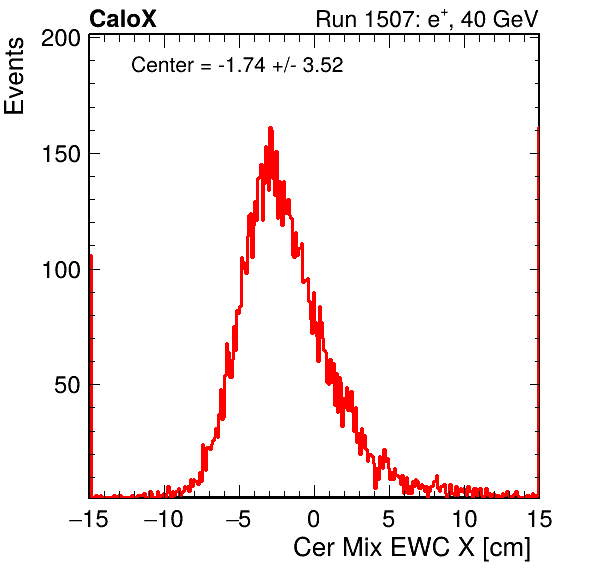 CaloX Run 1507: e⁺, 40 GeV
Events
Center = -1.74 +/- 3.52
200
150
100
50
−15 −10 −5 0 5 10 15
Cer Mix EWC X [cm]